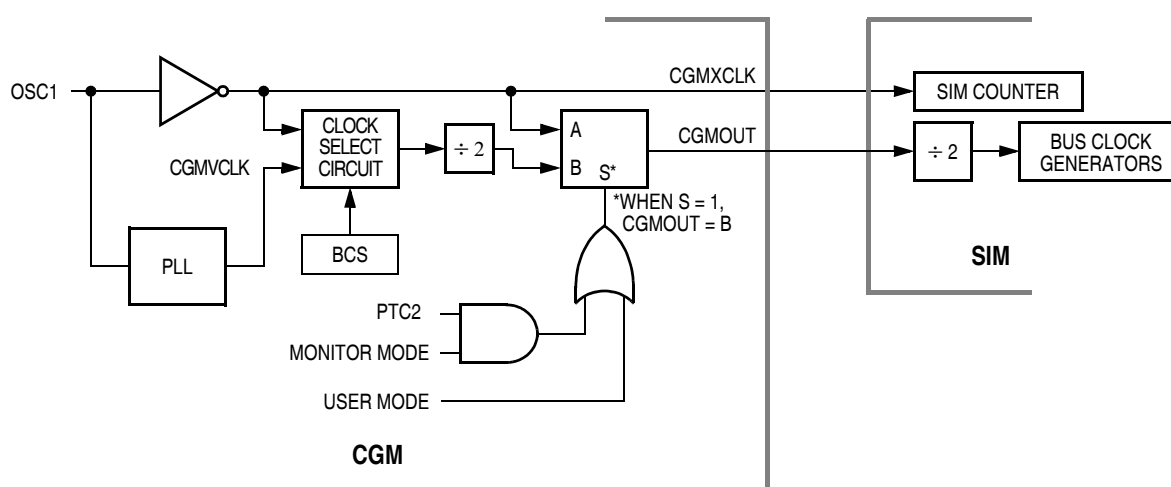 OSC1
CGMXCLK
SIM COUNTER
CLOCK
SELECT
CIRCUIT
÷ 2
A
B
S*
CGMOUT
÷ 2
BUS CLOCK
GENERATORS
CGMVCLK
*WHEN S = 1,
CGMOUT = B
BCS
PLL
SIM
PTC2
MONITOR MODE
USER MODE
CGM